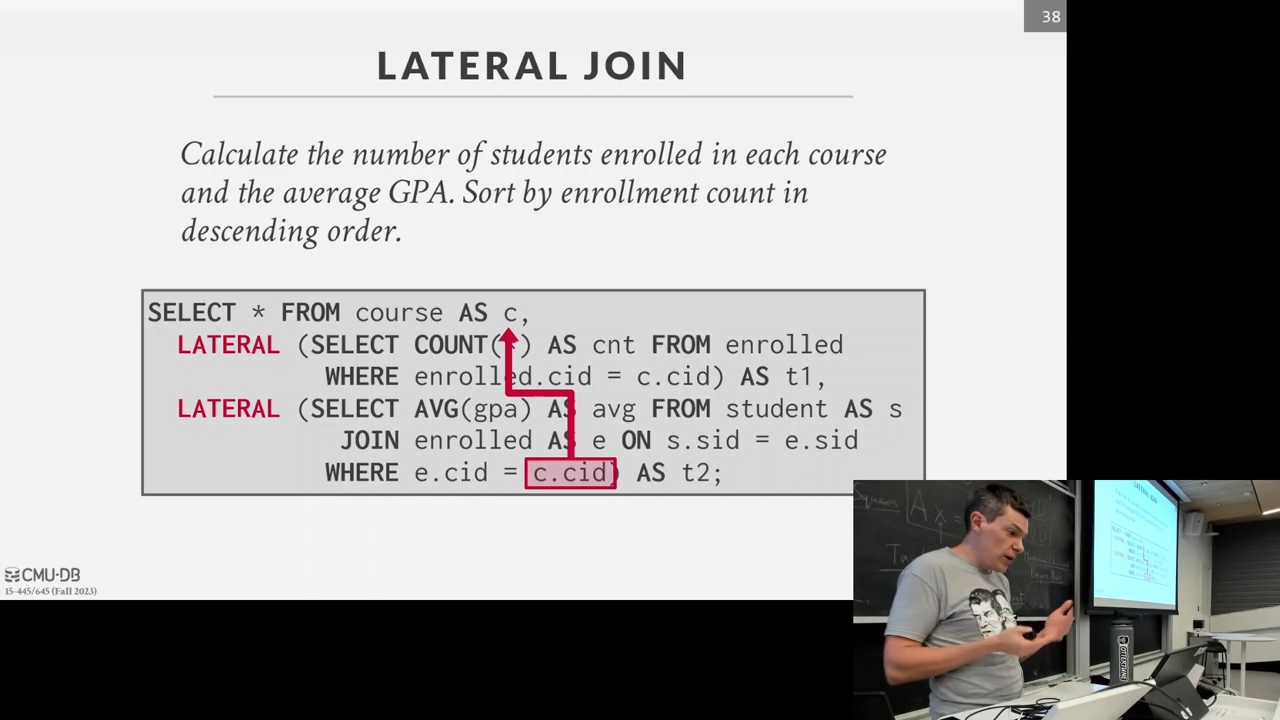 38
LATERAL JOIN
Calculate the number of students enrolled in each course
and the average GPA. Sort by enrollment count in
descending order.
SELECT * FROM course AS c,
LATERAL (SELECT COUNT(*) AS cnt FROM enrolled
WHERE enrolled.cid = c.cid) AS t1,
LATERAL (SELECT AVG(gpa) AS avg FROM student AS s
JOIN enrolled AS e ON s.sid = e.sid
WHERE e.cid = c.cid) AS t2;
CMU·DB
15-445/645 (Fall 2023)
LATERAL JOIN